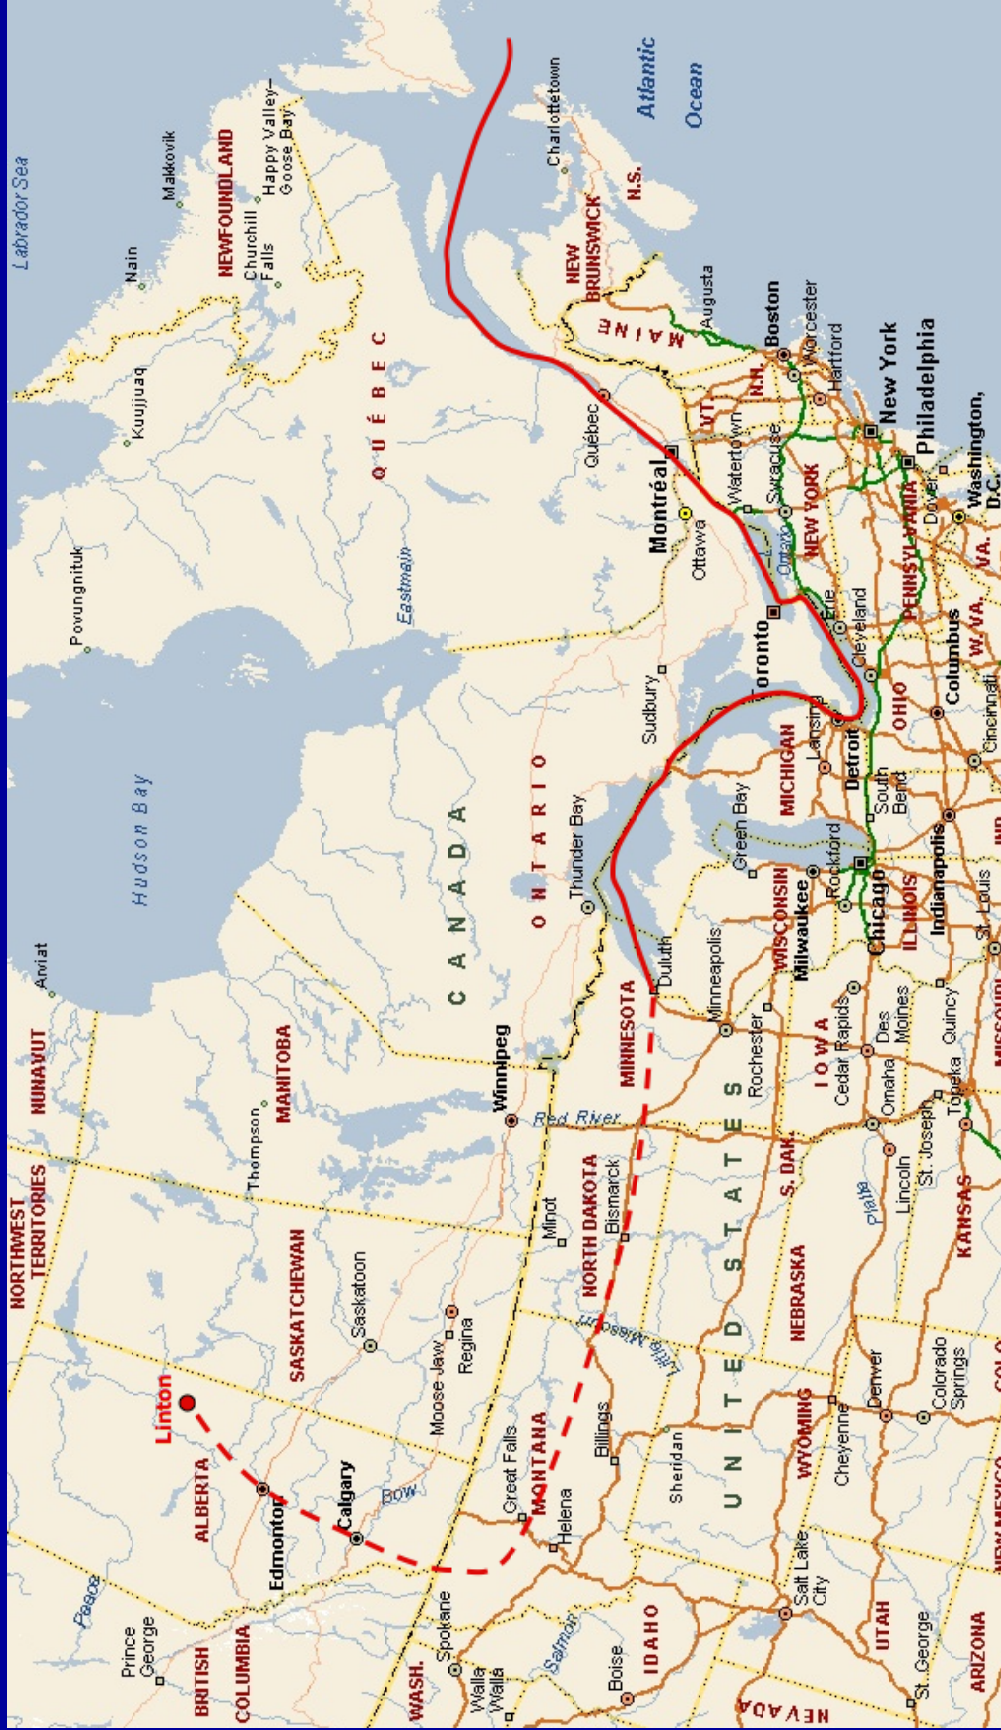 Labrador Sea
Hudson Bay
Atlantic
Ocean
NORTHWEST
TERRITORIES
NUNAVUT
Arviat
Povungnituk
Kuujjuaq
Nain
Makkovik
NEWFOUNDLAND
Happy Valley-
Goose Bay
Churchill
Falls
Peace
Prince
George
BRITISH
COLUMBIA
ALBERTA
Linton
Edmonton
Calgary
Bow
SASKATCHEWAN
Saskatoon
Moose Jaw
Regina
MANITOBA
Thompson
Winnipeg
Red River
CANADA
ONTARIO
Thunder Bay
Sudbury
Toronto
Ottawa
Eastmain
QUÉBEC
Québec
Montréal
NEW
BRUNSWICK
Charlottetown
N.S.
WASH.
Spokane
Walla
Walla
Salmon
Boise
IDAHO
NEVADA
MONTANA
Great Falls
Helena
Billings
Little Missouri
NORTH DAKOTA
Minot
Bismarck
S. DAK.
MINNESOTA
Duluth
Minneapolis
Rochester
WISCONSIN
Green Bay
Milwaukee
Rockford
MICHIGAN
Lansing
Detroit
UNITED STATES
Sheridan
WYOMING
Cheyenne
Salt Lake
City
UTAH
St. George
ARIZONA
NEW MEXICO
COLO.
Denver
Colorado
Springs
NEBRASKA
Platte
Lincoln
Omaha
KANSAS
Topeka
St. Joseph
IOWA
Cedar Rapids
Des
Moines
Quincy
MISSOURI
St. Louis
ILLINOIS
Chicago
South
Bend
IND.
Indianapolis
OHIO
Columbus
Cincinnati
Cleveland
Erie
L. Ontario
Watertown
Syracuse
NEW YORK
PENNSYLVANIA
W. VA.
VA.
Washington,
D.C.
Dover
Philadelphia
New York
Hartford
Worcester
Boston
N.H.
VT.
MAINE
Augusta